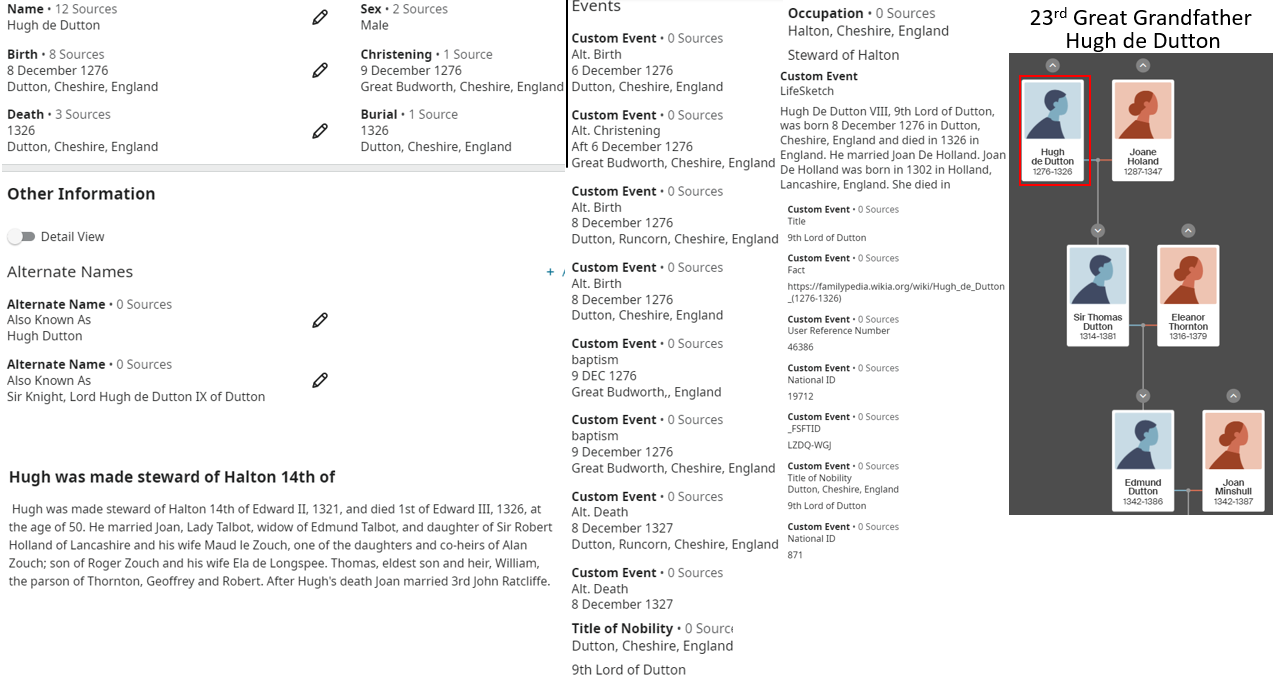 Name • 12 Sources
Hugh de Dutton
Sex • 2 Sources
Male
Birth • 8 Sources
8 December 1276
Dutton, Cheshire, England
Christening • 1 Source
9 December 1276
Great Budworth, Cheshire, England
Death • 3 Sources
1326
Dutton, Cheshire, England
Burial • 1 Source
1326
Dutton, Cheshire, England
Other Information
Detail View
Alternate Names
+
Alternate Name • 0 Sources
Also Known As
Hugh Dutton
Alternate Name • 0 Sources
Also Known As
Sir Knight, Lord Hugh de Dutton IX of Dutton
Hugh was made steward of Halton 14th of
Hugh was made steward of Halton 14th of Edward II, 1321, and died 1st of Edward III, 1326, at
the age of 50. He married Joan, Lady Talbot, widow of Edmund Talbot, and daughter of Sir Robert
Holland of Lancashire and his wife Maud le Zouch, one of the daughters and co-heirs of Alan
Zouch; son of Roger Zouch and his wife Ela de Longspee. Thomas, eldest son and heir, William,
the parson of Thornton, Geoffrey and Robert. After Hugh's death Joan married 3rd John Ratcliffe.
Events
Custom Event • 0 Sources
Alt. Birth
6 December 1276
Dutton, Cheshire, England
Custom Event • 0 Sources
Alt. Christening
Aft 6 December 1276
Great Budworth, Cheshire, England
Custom Event • 0 Sources
Alt. Birth
8 December 1276
Dutton, Runcorn, Cheshire, England
Custom Event • 0 Sources
Alt. Birth
8 December 1276
Dutton, Cheshire, England
Custom Event • 0 Sources
baptism
9 DEC 1276
Great Budworth,, England
Custom Event • 0 Sources
baptism
9 December 1276
Great Budworth, Cheshire, England
Custom Event • 0 Sources
Alt. Death
8 December 1327
Dutton, Runcorn, Cheshire, England
Custom Event • 0 Sources
Alt. Death
8 December 1327
Title of Nobility • 0 Sourc
Dutton, Cheshire, England
9th Lord of Dutton
Occupation • 0 Sources
Halton, Cheshire, England
Steward of Halton
Custom Event
LifeSketch
Hugh De Dutton VIII, 9th Lord of Dutton,
was born 8 December 1276 in Dutton,
Cheshire, England and died in 1326 in
England. He married Joan De Holland. Joan
De Holland was born in 1302 in Holland,
Lancashire, England. She died in
Custom Event • 0 Sources
Title
9th Lord of Dutton
Custom Event • 0 Sources
Fact
https://familypedia.wikia.org/wiki/Hugh_de_Dutton
_(1276-1326)
Custom Event • 0 Sources
User Reference Number
46386
Custom Event • 0 Sources
National ID
19712
Custom Event • 0 Sources
_FSFTID
LZDQ-WGJ
Custom Event • 0 Sources
Title of Nobility
Dutton, Cheshire, England
9th Lord of Dutton
Custom Event • 0 Sources
National ID
871
23rd Great Grandfather
Hugh de Dutton
Hugh
de Dutton
1276-1326
Joane
Holand
1287-1347
Sir Thomas
Dutton
1314-1381
Eleanor
Thornton
1316-1379
Edmund
Dutton
1342-1386
Joan
Minshull
1342-1387